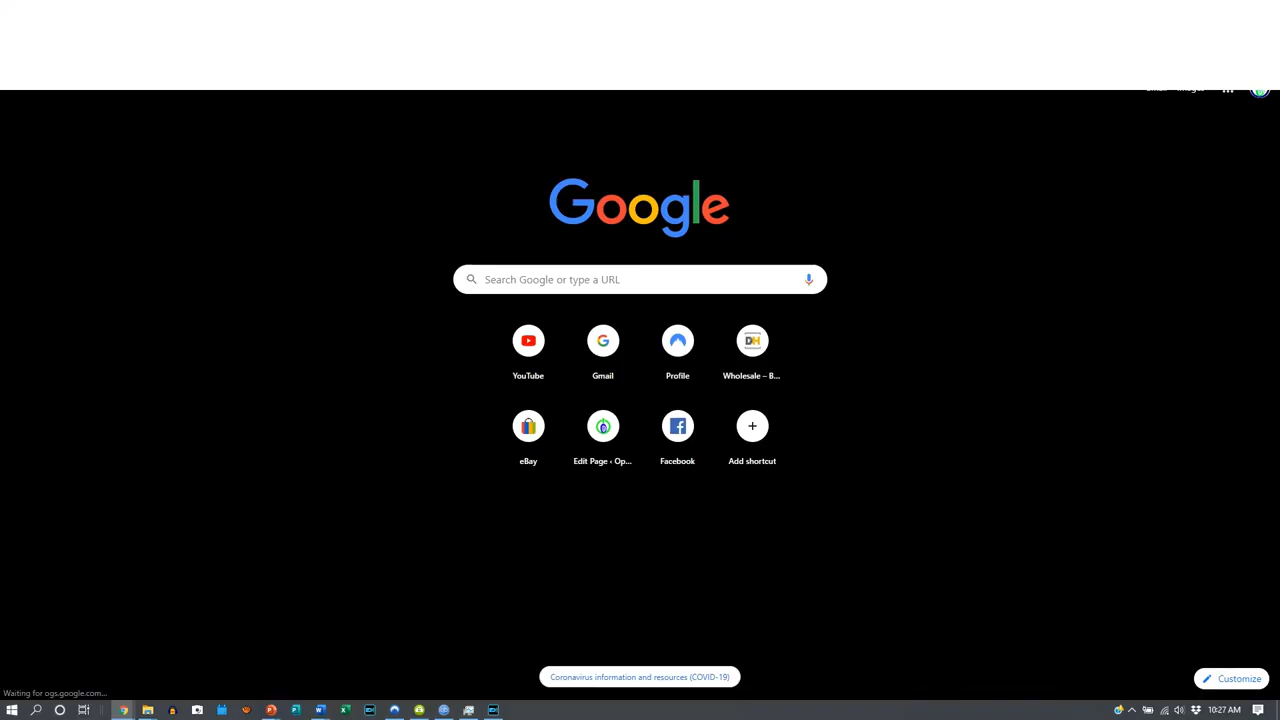 Google
Search Google or type a URL
YouTube
Gmail
Profile
Wholesale – B...
eBay
Edit Page ‹ Op...
Facebook
Add shortcut
Coronavirus information and resources (COVID-19)
Customize
Waiting for ogs.google.com...
10:27 AM